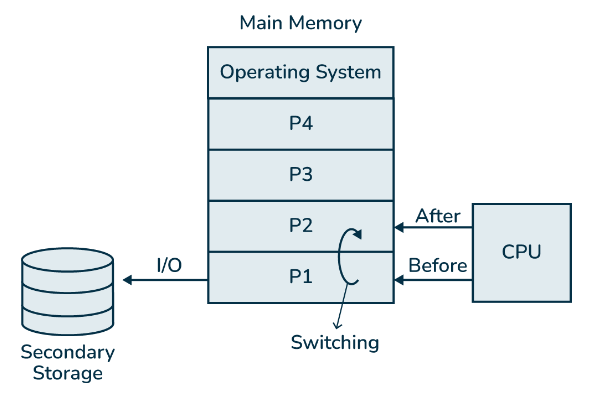 Main Memory
Operating System
P4
P3
P2
After
CPU
I/O
P1
Before
Switching
Secondary
Storage